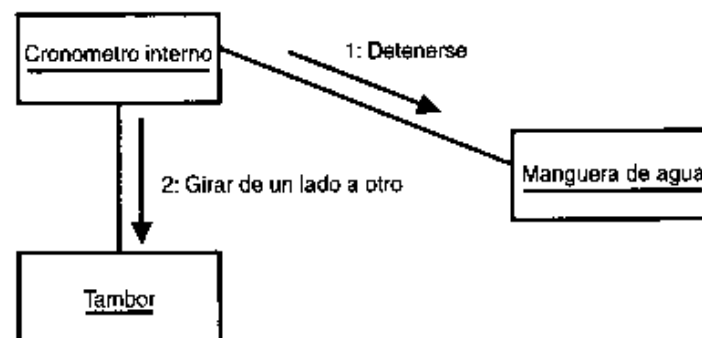 Cronometro interno
1: Detenerse
Manguera de agua
2: Girar de un lado a otro
Tambor